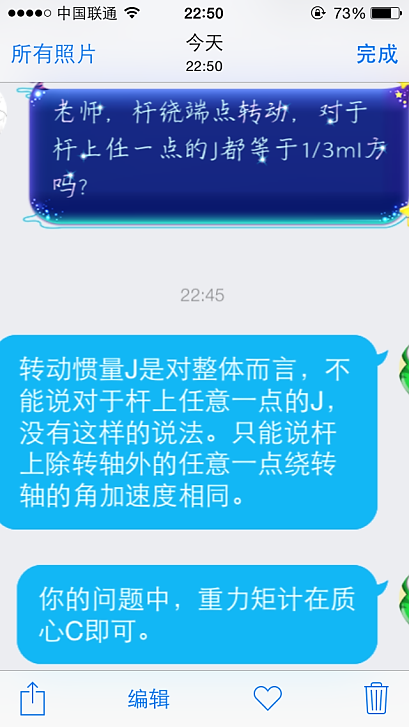 中国联通 22:50 73%
所有照片 今天 完成
22:50
老师，杆绕端点转动，对于
杆上任一点的J都等于1/3ml方
吗？
22:45
转动惯量J是对整体而言，不
能说对于杆上任意一点的J，
没有这样的说法。只能说杆
上除转轴外的任意一点绕转
轴的角加速度相同。
你的问题中，重力矩计在质
心C即可。
编辑